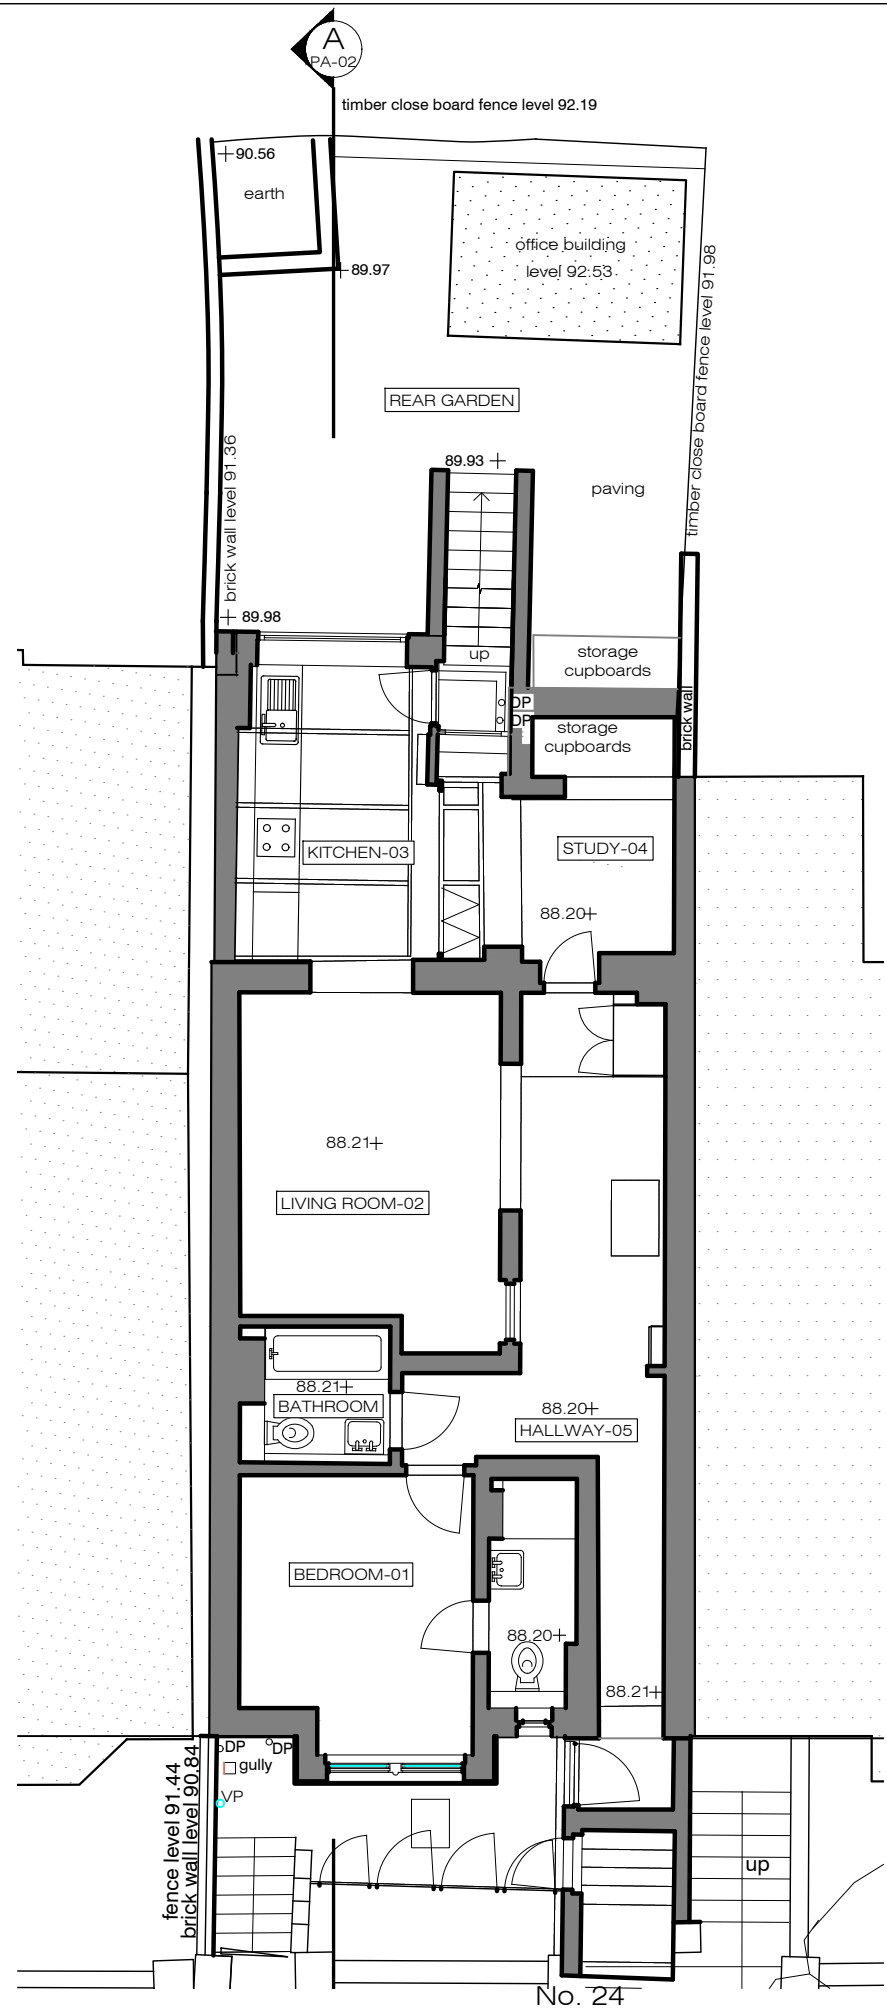 A
PA-02
timber close board fence level 92.19
90.56
earth
office building
level 92.53
89.97
timber close board fence level 91.98
REAR GARDEN
brick wall level 91.36
89.93
paving
89.98
up
storage
cupboards
DP
DP
storage
cupboards
brick wall
KITCHEN-03
STUDY-04
88.20
88.21
LIVING ROOM-02
88.21
BATHROOM
88.20
HALLWAY-05
BEDROOM-01
88.20
88.21
DP
DP
gully
VP
fence level 91.44
brick wall level 90.84
up
No. 24